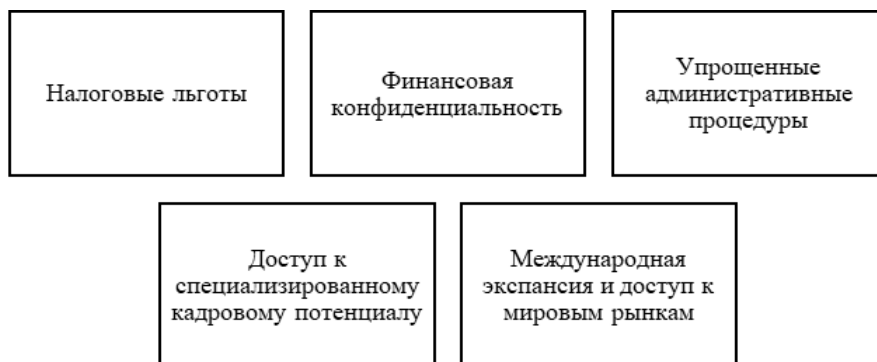 Налоговые льготы
Финансовая
конфиденциальность
Упрощенные
административные
процедуры
Доступ к
специализированному
кадровому потенциалу
Международная
экспансия и доступ к
мировым рынкам